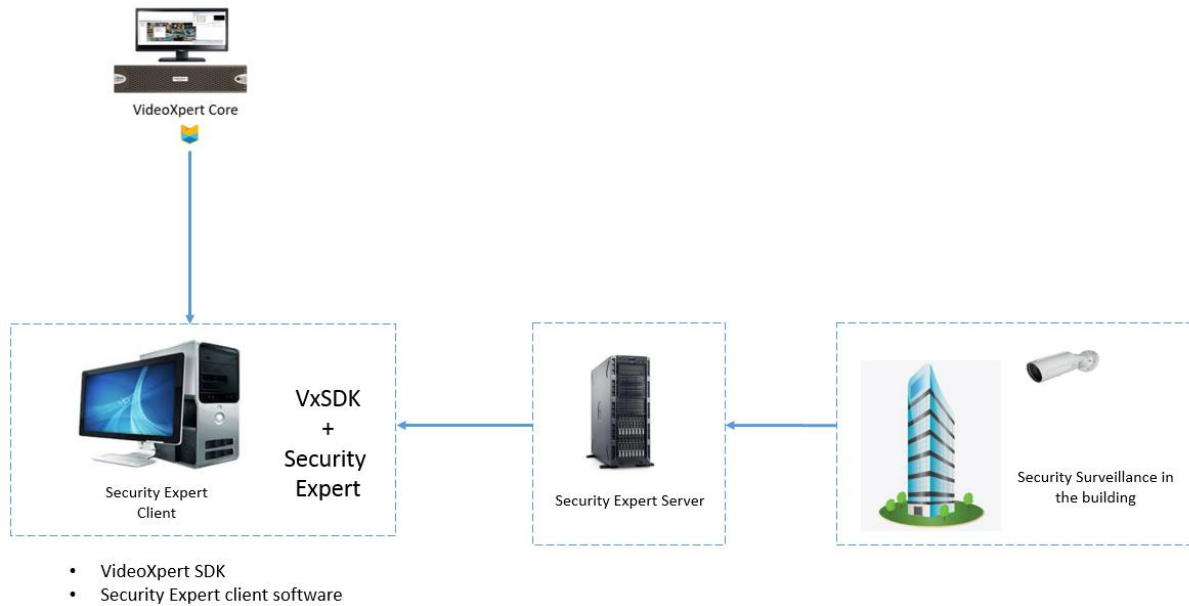 VideoXpert Core
VxSDK
+
Security
Expert
Security Expert
Client
Security Expert Server
Security Surveillance in
the building
• VideoXpert SDK
• Security Expert client software